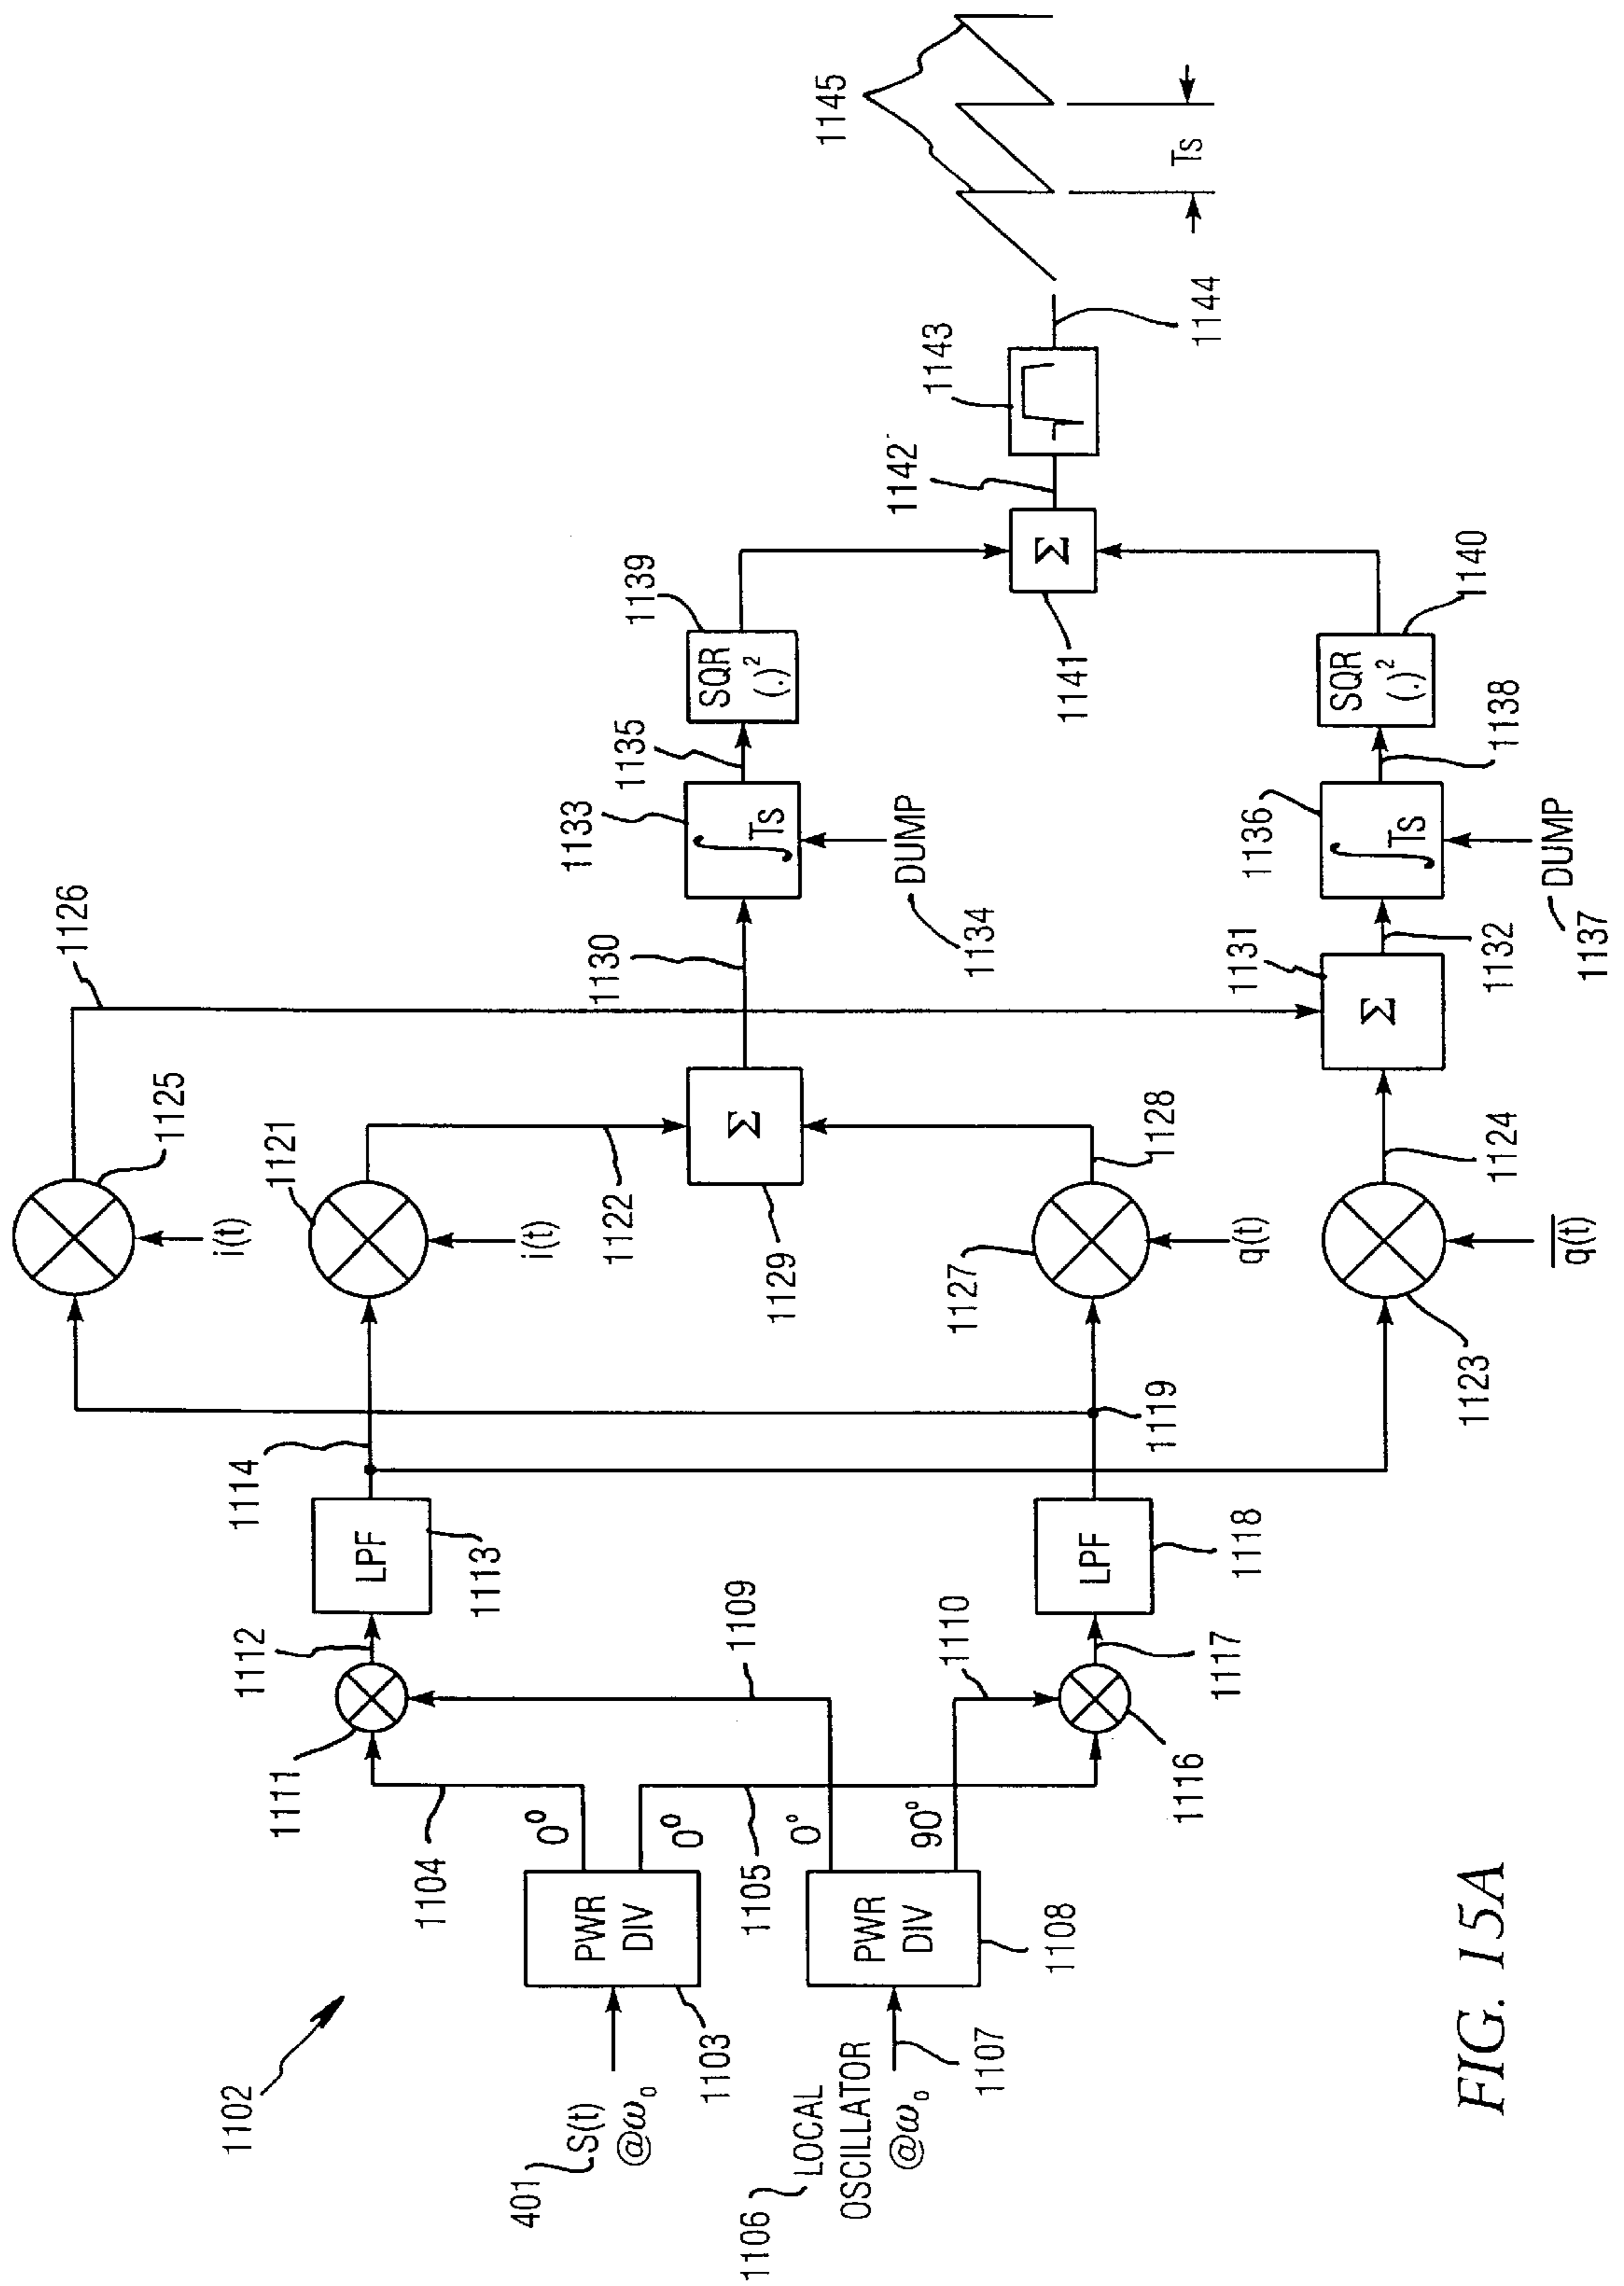 1102
401
S(t)
@ω₀
1103
PWR
DIV
0⁰
0⁰
1104
1105
1106
LOCAL
OSCILLATOR
@ω₀
1107
PWR
DIV
1108
0°
90°
1109
1110
1111
1112
1116
1117
LPF
1113
1114
LPF
1118
1119
i(t)
1125
1126
i(t)
1121
1122
q(t)
1127
1128
q̅(̅t̅)̅
1123
1124
Σ
1129
1130
Σ
1131
1132
∫Ts
1133
DUMP
1134
1135
∫Ts
1136
DUMP
1137
1138
SQR
(.)²
1139
SQR
(.)²
1140
Σ
1141
1142
1143
1144
1145
Ts
FIG. 15A